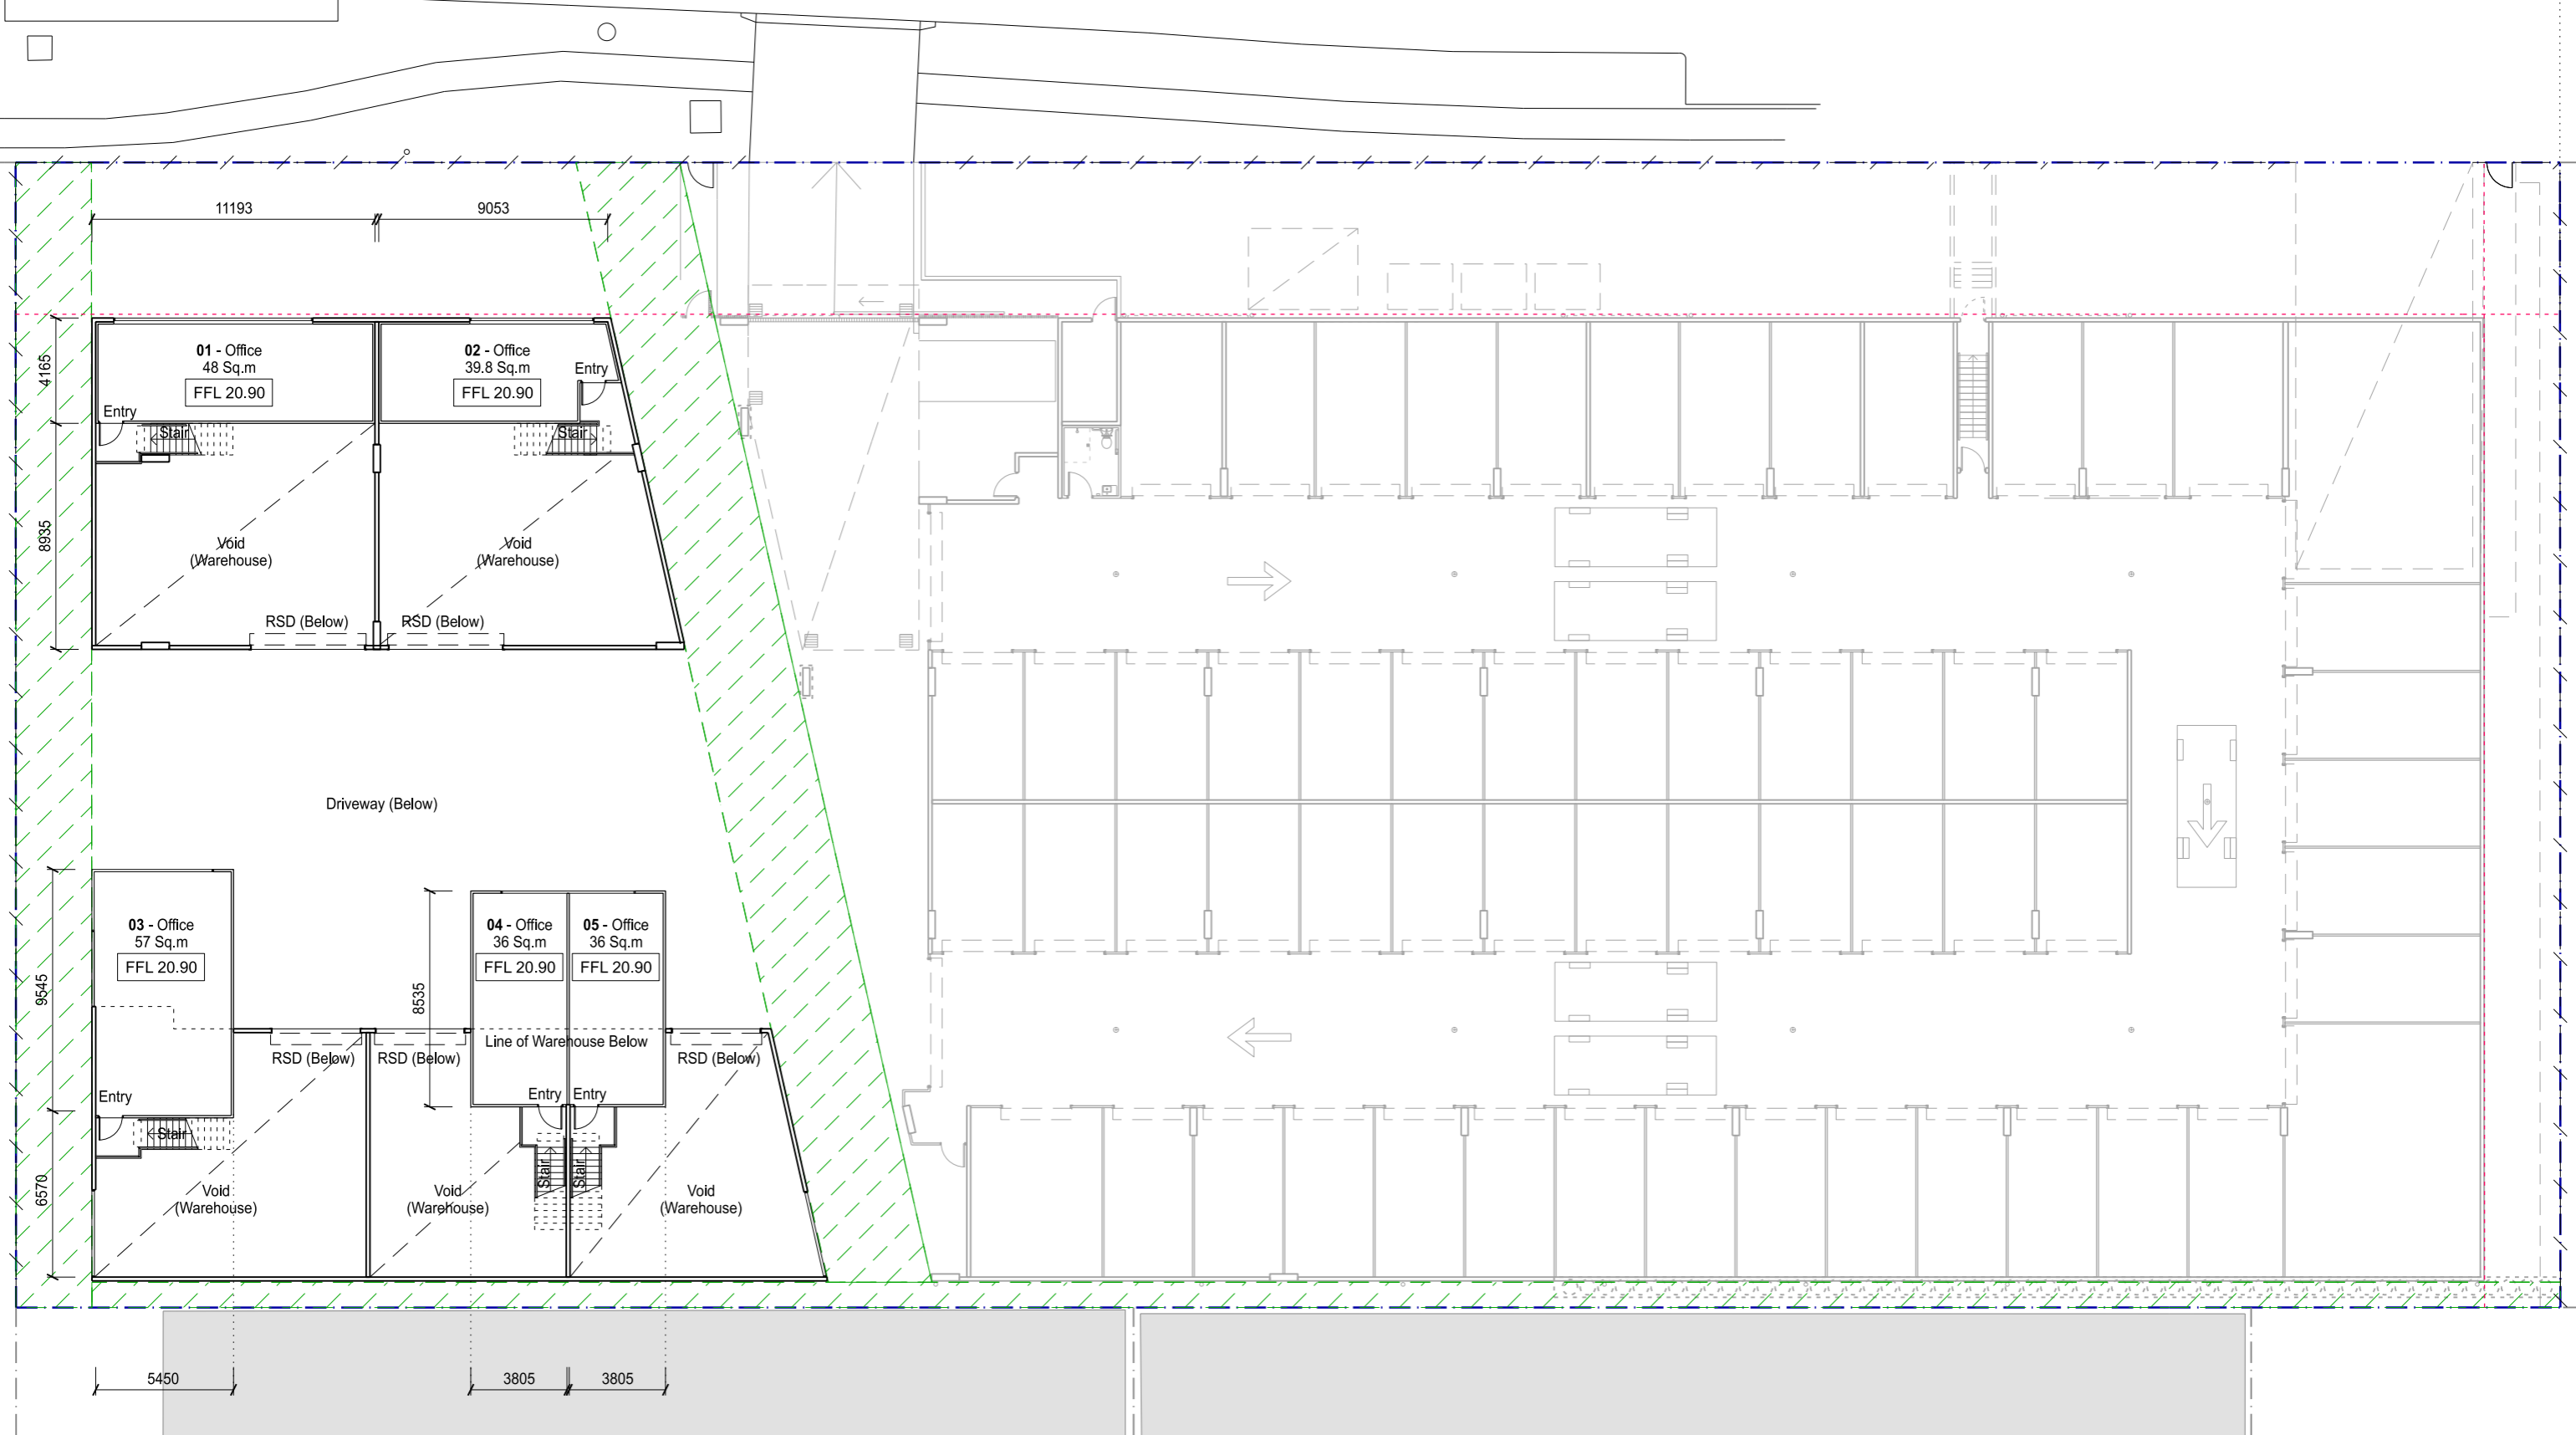 11193
9053
01 - Office
48 Sq.m
FFL 20.90
02 - Office
39.8 Sq.m
FFL 20.90
Entry
Entry
Stair
Stair
4165
8935
Void
(Warehouse)
Void
(Warehouse)
RSD (Below)
RSD (Below)
Driveway (Below)
03 - Office
57 Sq.m
FFL 20.90
04 - Office
36 Sq.m
FFL 20.90
05 - Office
36 Sq.m
FFL 20.90
9545
8535
Line of Warehouse Below
RSD (Below)
RSD (Below)
RSD (Below)
Entry
Entry
Entry
Stair
Stair
Stair
6570
Void
(Warehouse)
Void
(Warehouse)
Void
(Warehouse)
5450
3805
3805